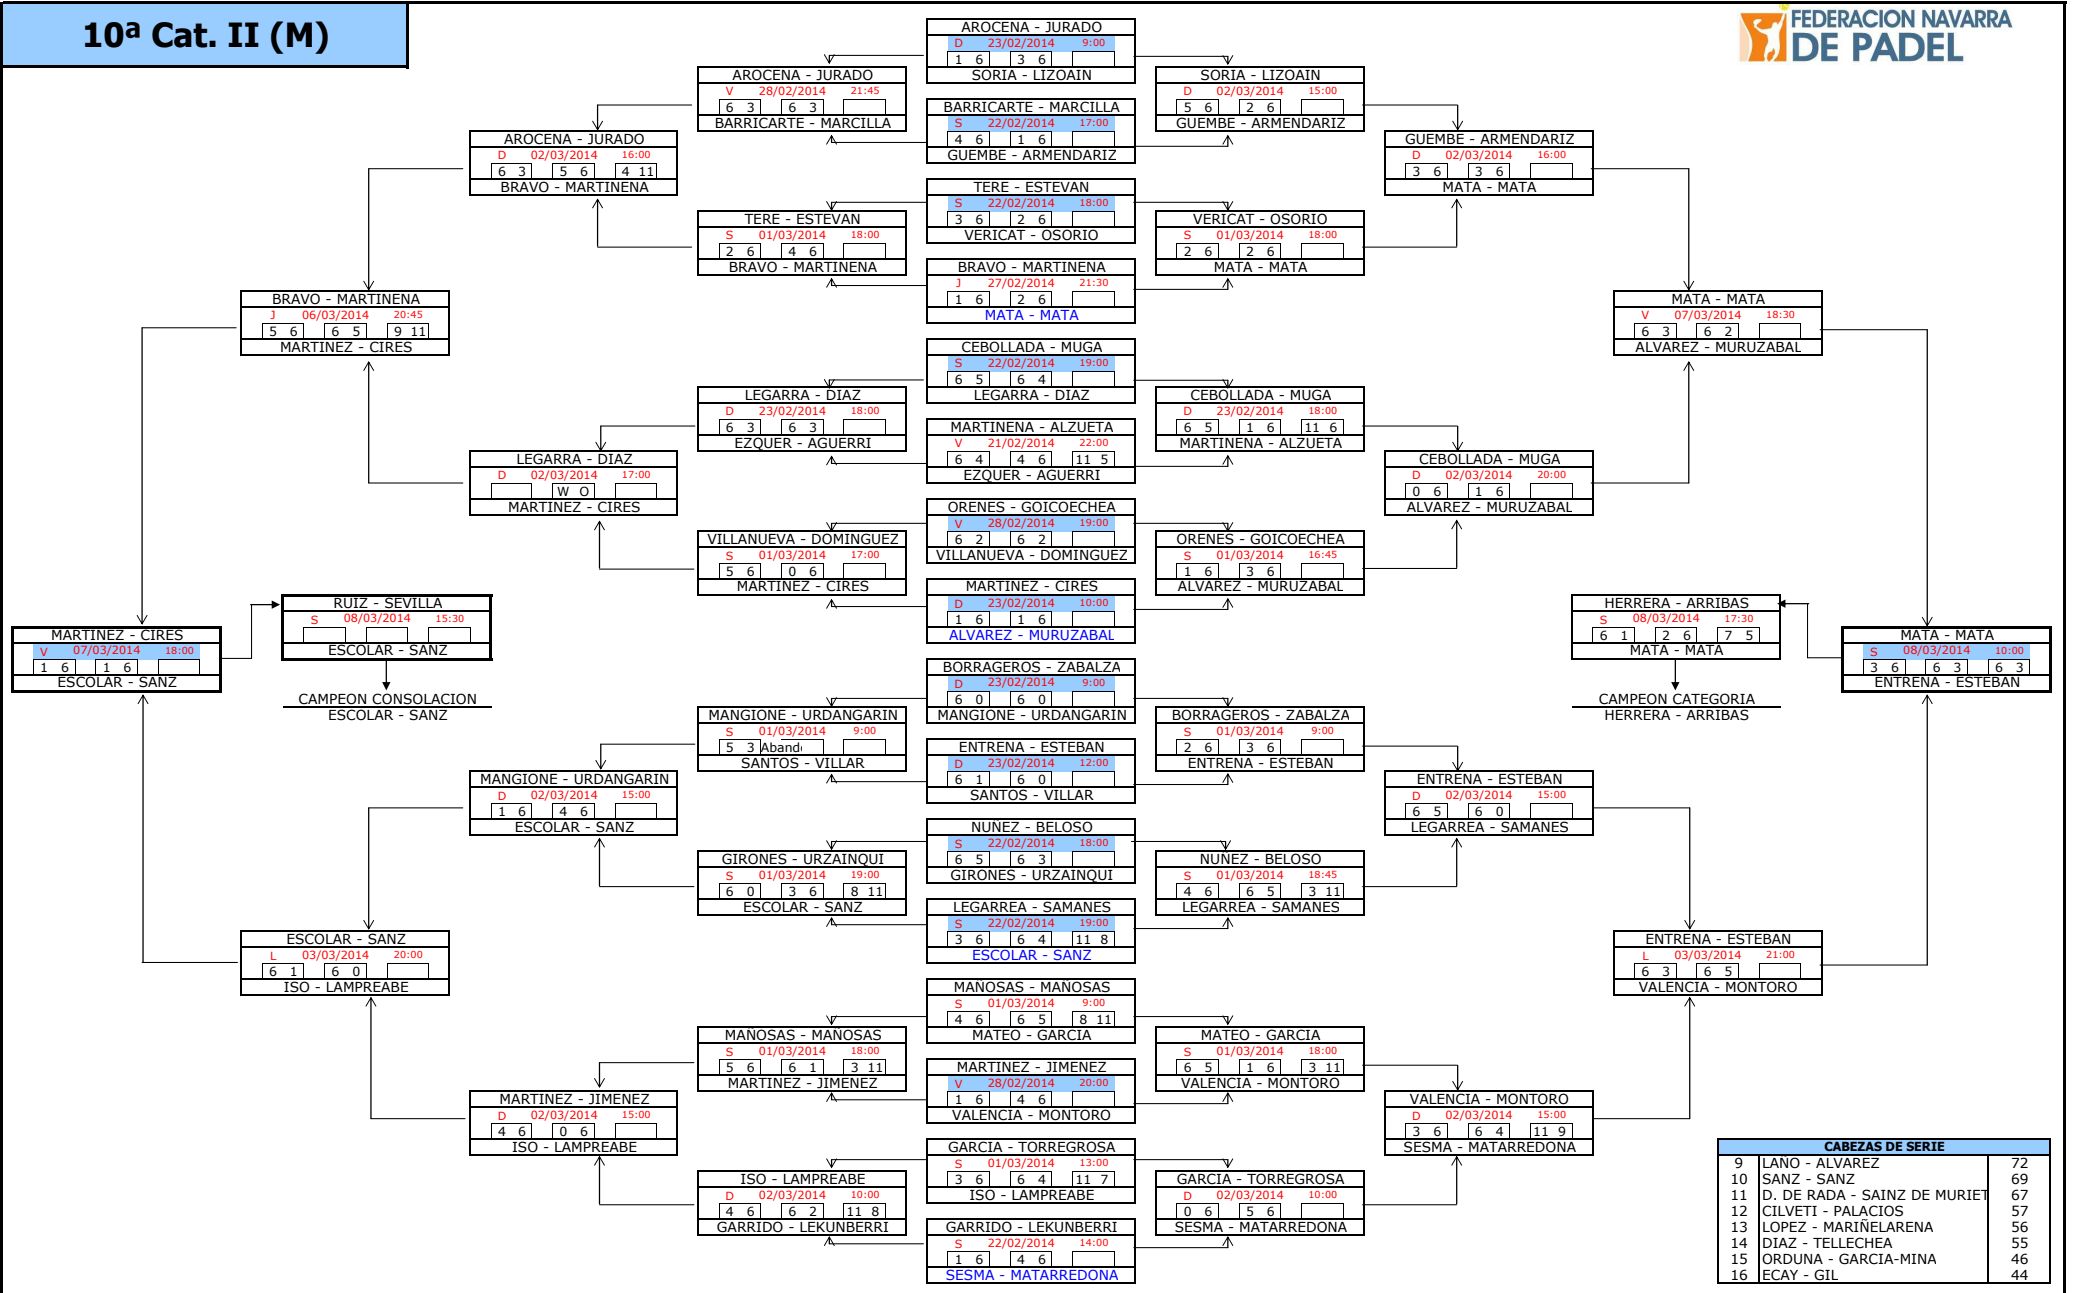 10ª Cat. II (M)
FEDERACION NAVARRA
DE PADEL
BRAVO - MARTINENA
J 06/03/2014 20:45
5 6 6 5 9 11
MARTINEZ - CIRES
MARTINEZ - CIRES
V 07/03/2014 18:00
1 6 1 6
ESCOLAR - SANZ
RUIZ - SEVILLA
S 08/03/2014 15:30
ESCOLAR - SANZ
CAMPEON CONSOLACION
ESCOLAR - SANZ
ESCOLAR - SANZ
L 03/03/2014 20:00
6 1 6 0
ISO - LAMPREABE
AROCENA - JURADO
D 02/03/2014 16:00
6 3 5 6 4 11
BRAVO - MARTINENA
LEGARRA - DIAZ
D 02/03/2014 17:00
W O
MARTINEZ - CIRES
MANGIONE - URDANGARIN
D 02/03/2014 15:00
1 6 4 6
ESCOLAR - SANZ
MARTINEZ - JIMENEZ
D 02/03/2014 15:00
4 6 0 6
ISO - LAMPREABE
AROCENA - JURADO
V 28/02/2014 21:45
6 3 6 3
BARRICARTE - MARCILLA
TERE - ESTEVAN
S 01/03/2014 18:00
2 6 4 6
BRAVO - MARTINENA
LEGARRA - DIAZ
D 23/02/2014 18:00
6 3 6 3
EZQUER - AGUERRI
VILLANUEVA - DOMINGUEZ
S 01/03/2014 17:00
5 6 0 6
MARTINEZ - CIRES
MANGIONE - URDANGARIN
S 01/03/2014 9:00
5 3
SANTOS - VILLAR
GIRONES - URZAINQUI
S 01/03/2014 19:00
6 0 3 6 8 11
ESCOLAR - SANZ
MAÑOSAS - MAÑOSAS
S 01/03/2014 18:00
5 6 6 1 3 11
MARTINEZ - JIMENEZ
ISO - LAMPREABE
D 02/03/2014 10:00
4 6 6 2 11 8
GARRIDO - LEKUNBERRI
AROCENA - JURADO
D 23/02/2014 9:00
1 6 3 6
SORIA - LIZOAIN
BARRICARTE - MARCILLA
S 22/02/2014 17:00
4 6 1 6
GUEMBE - ARMENDARIZ
TERE - ESTEVAN
S 22/02/2014 18:00
3 6 2 6
VERICAT - OSORIO
BRAVO - MARTINENA
J 27/02/2014 21:30
1 6 2 6
MATA - MATA
CEBOLLADA - MUGA
S 22/02/2014 19:00
6 5 6 4
LEGARRA - DIAZ
MARTINENA - ALZUETA
V 21/02/2014 22:00
6 4 4 6 11 5
EZQUER - AGUERRI
ORENES - GOICOECHEA
V 28/02/2014 19:00
6 2 6 2
VILLANUEVA - DOMINGUEZ
MARTINEZ - CIRES
D 23/02/2014 10:00
1 6 1 6
ALVAREZ - MURUZABAL
BORRAGEROS - ZABALZA
D 23/02/2014 9:00
6 0 6 0
MANGIONE - URDANGARIN
ENTRENA - ESTEBAN
D 23/02/2014 12:00
6 1 6 0
SANTOS - VILLAR
NUÑEZ - BELOSO
S 22/02/2014 18:00
6 5 6 3
GIRONES - URZAINQUI
LEGARREA - SAMANES
S 22/02/2014 19:00
3 6 6 4 11 8
ESCOLAR - SANZ
MAÑOSAS - MAÑOSAS
S 01/03/2014 9:00
4 6 6 5 8 11
MATEO - GARCIA
MARTINEZ - JIMENEZ
V 28/02/2014 20:00
1 6 4 6
VALENCIA - MONTORO
GARCIA - TORREGROSA
S 01/03/2014 13:00
3 6 6 4 11 7
ISO - LAMPREABE
GARRIDO - LEKUNBERRI
S 22/02/2014 14:00
1 6 4 6
SESMA - MATARREDONA
SORIA - LIZOAIN
D 02/03/2014 15:00
5 6 2 6
GUEMBE - ARMENDARIZ
VERICAT - OSORIO
S 01/03/2014 18:00
2 6 2 6
MATA - MATA
CEBOLLADA - MUGA
D 23/02/2014 18:00
6 5 1 6 11 6
MARTINENA - ALZUETA
ORENES - GOICOECHEA
S 01/03/2014 16:45
1 6 3 6
ALVAREZ - MURUZABAL
BORRAGEROS - ZABALZA
S 01/03/2014 9:00
2 6 3 6
ENTRENA - ESTEBAN
NUÑEZ - BELOSO
S 01/03/2014 18:45
4 6 6 5 3 11
LEGARREA - SAMANES
MATEO - GARCIA
S 01/03/2014 18:00
6 5 1 6 3 11
VALENCIA - MONTORO
GARCIA - TORREGROSA
D 02/03/2014 10:00
0 6 5 6
SESMA - MATARREDONA
GUEMBE - ARMENDARIZ
D 02/03/2014 16:00
3 6 3 6
MATA - MATA
CEBOLLADA - MUGA
D 02/03/2014 20:00
0 6 1 6
ALVAREZ - MURUZABAL
ENTRENA - ESTEBAN
D 02/03/2014 15:00
6 5 6 0
LEGARREA - SAMANES
VALENCIA - MONTORO
D 02/03/2014 15:00
3 6 6 4 11 9
SESMA - MATARREDONA
MATA - MATA
V 07/03/2014 18:30
6 3 6 2
ALVAREZ - MURUZABAL
HERRERA - ARRIBAS
S 08/03/2014 17:30
6 1 2 6 7 5
MATA - MATA
CAMPEON CATEGORIA
HERRERA - ARRIBAS
MATA - MATA
S 08/03/2014 10:00
3 6 6 3 6 3
ENTRENA - ESTEBAN
ENTRENA - ESTEBAN
L 03/03/2014 21:00
6 3 6 5
VALENCIA - MONTORO
CABEZAS DE SERIE
9 LAÑO - ALVAREZ 72
10 SANZ - SANZ 69
11 D. DE RADA - SAINZ DE MURIET 67
12 CILVETI - PALACIOS 57
13 LOPEZ - MARIÑELARENA 56
14 DIAZ - TELLECHEA 55
15 ORDUNA - GARCIA-MINA 46
16 ECAY - GIL 44